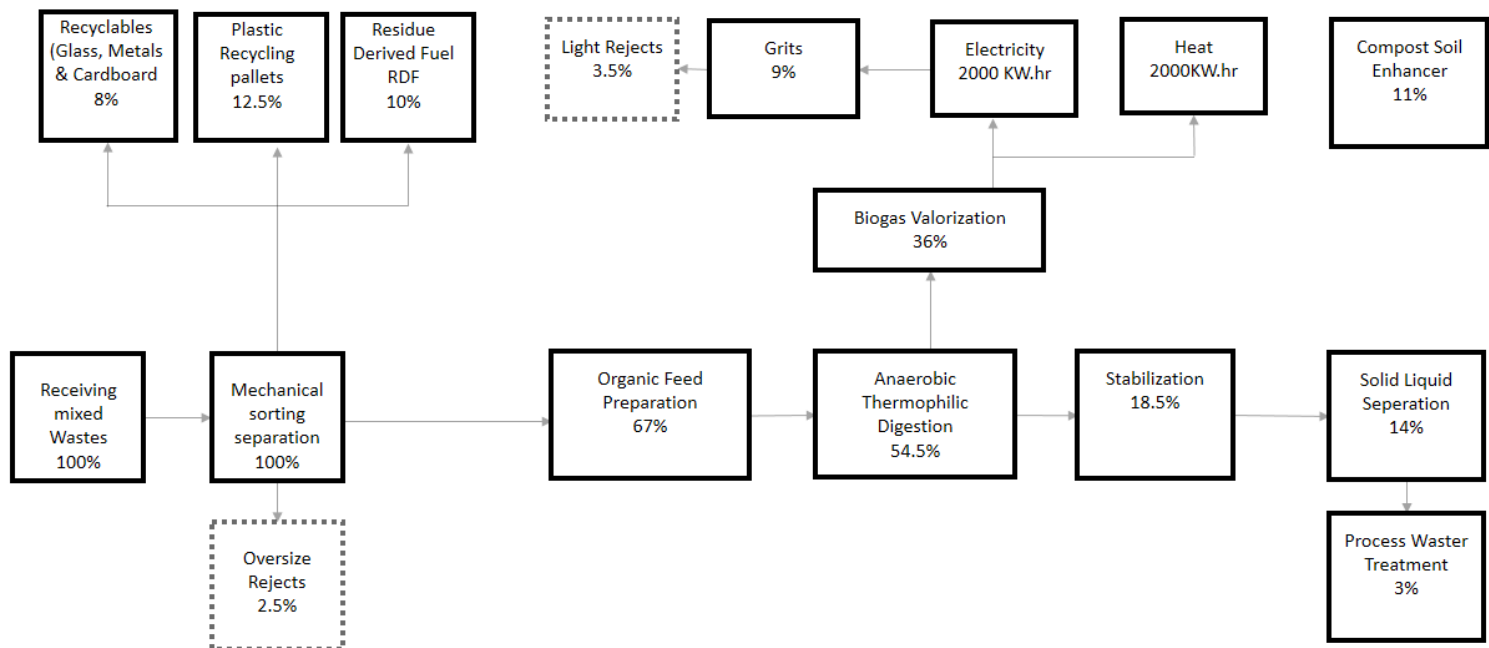 Recyclables
(Glass, Metals
& Cardboard
8%
Plastic
Recycling
pallets
12.5%
Residue
Derived Fuel
RDF
10%
Light Rejects
3.5%
Grits
9%
Electricity
2000 KW.hr
Heat
2000KW.hr
Compost Soil
Enhancer
11%
Biogas Valorization
36%
Receiving
mixed
Wastes
100%
Mechanical
sorting
separation
100%
Organic Feed
Preparation
67%
Anaerobic
Thermophilic
Digestion
54.5%
Stabilization
18.5%
Solid Liquid
Seperation
14%
Oversize
Rejects
2.5%
Process Waster
Treatment
3%